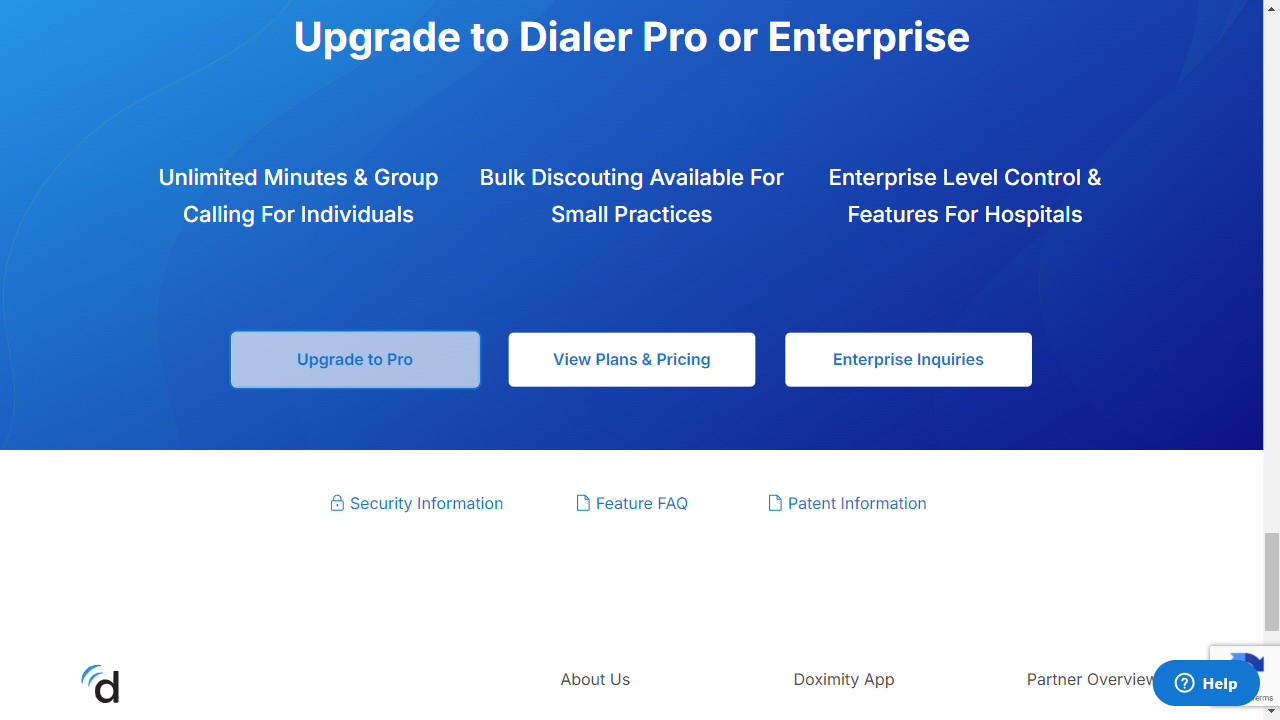 Upgrade to Dialer Pro or Enterprise
Unlimited Minutes & Group
Calling For Individuals
Bulk Discouting Available For
Small Practices
Enterprise Level Control &
Features For Hospitals
Upgrade to Pro
View Plans & Pricing
Enterprise Inquiries
Security Information
Feature FAQ
Patent Information
d
About Us
Doximity App
Partner Overview
Help